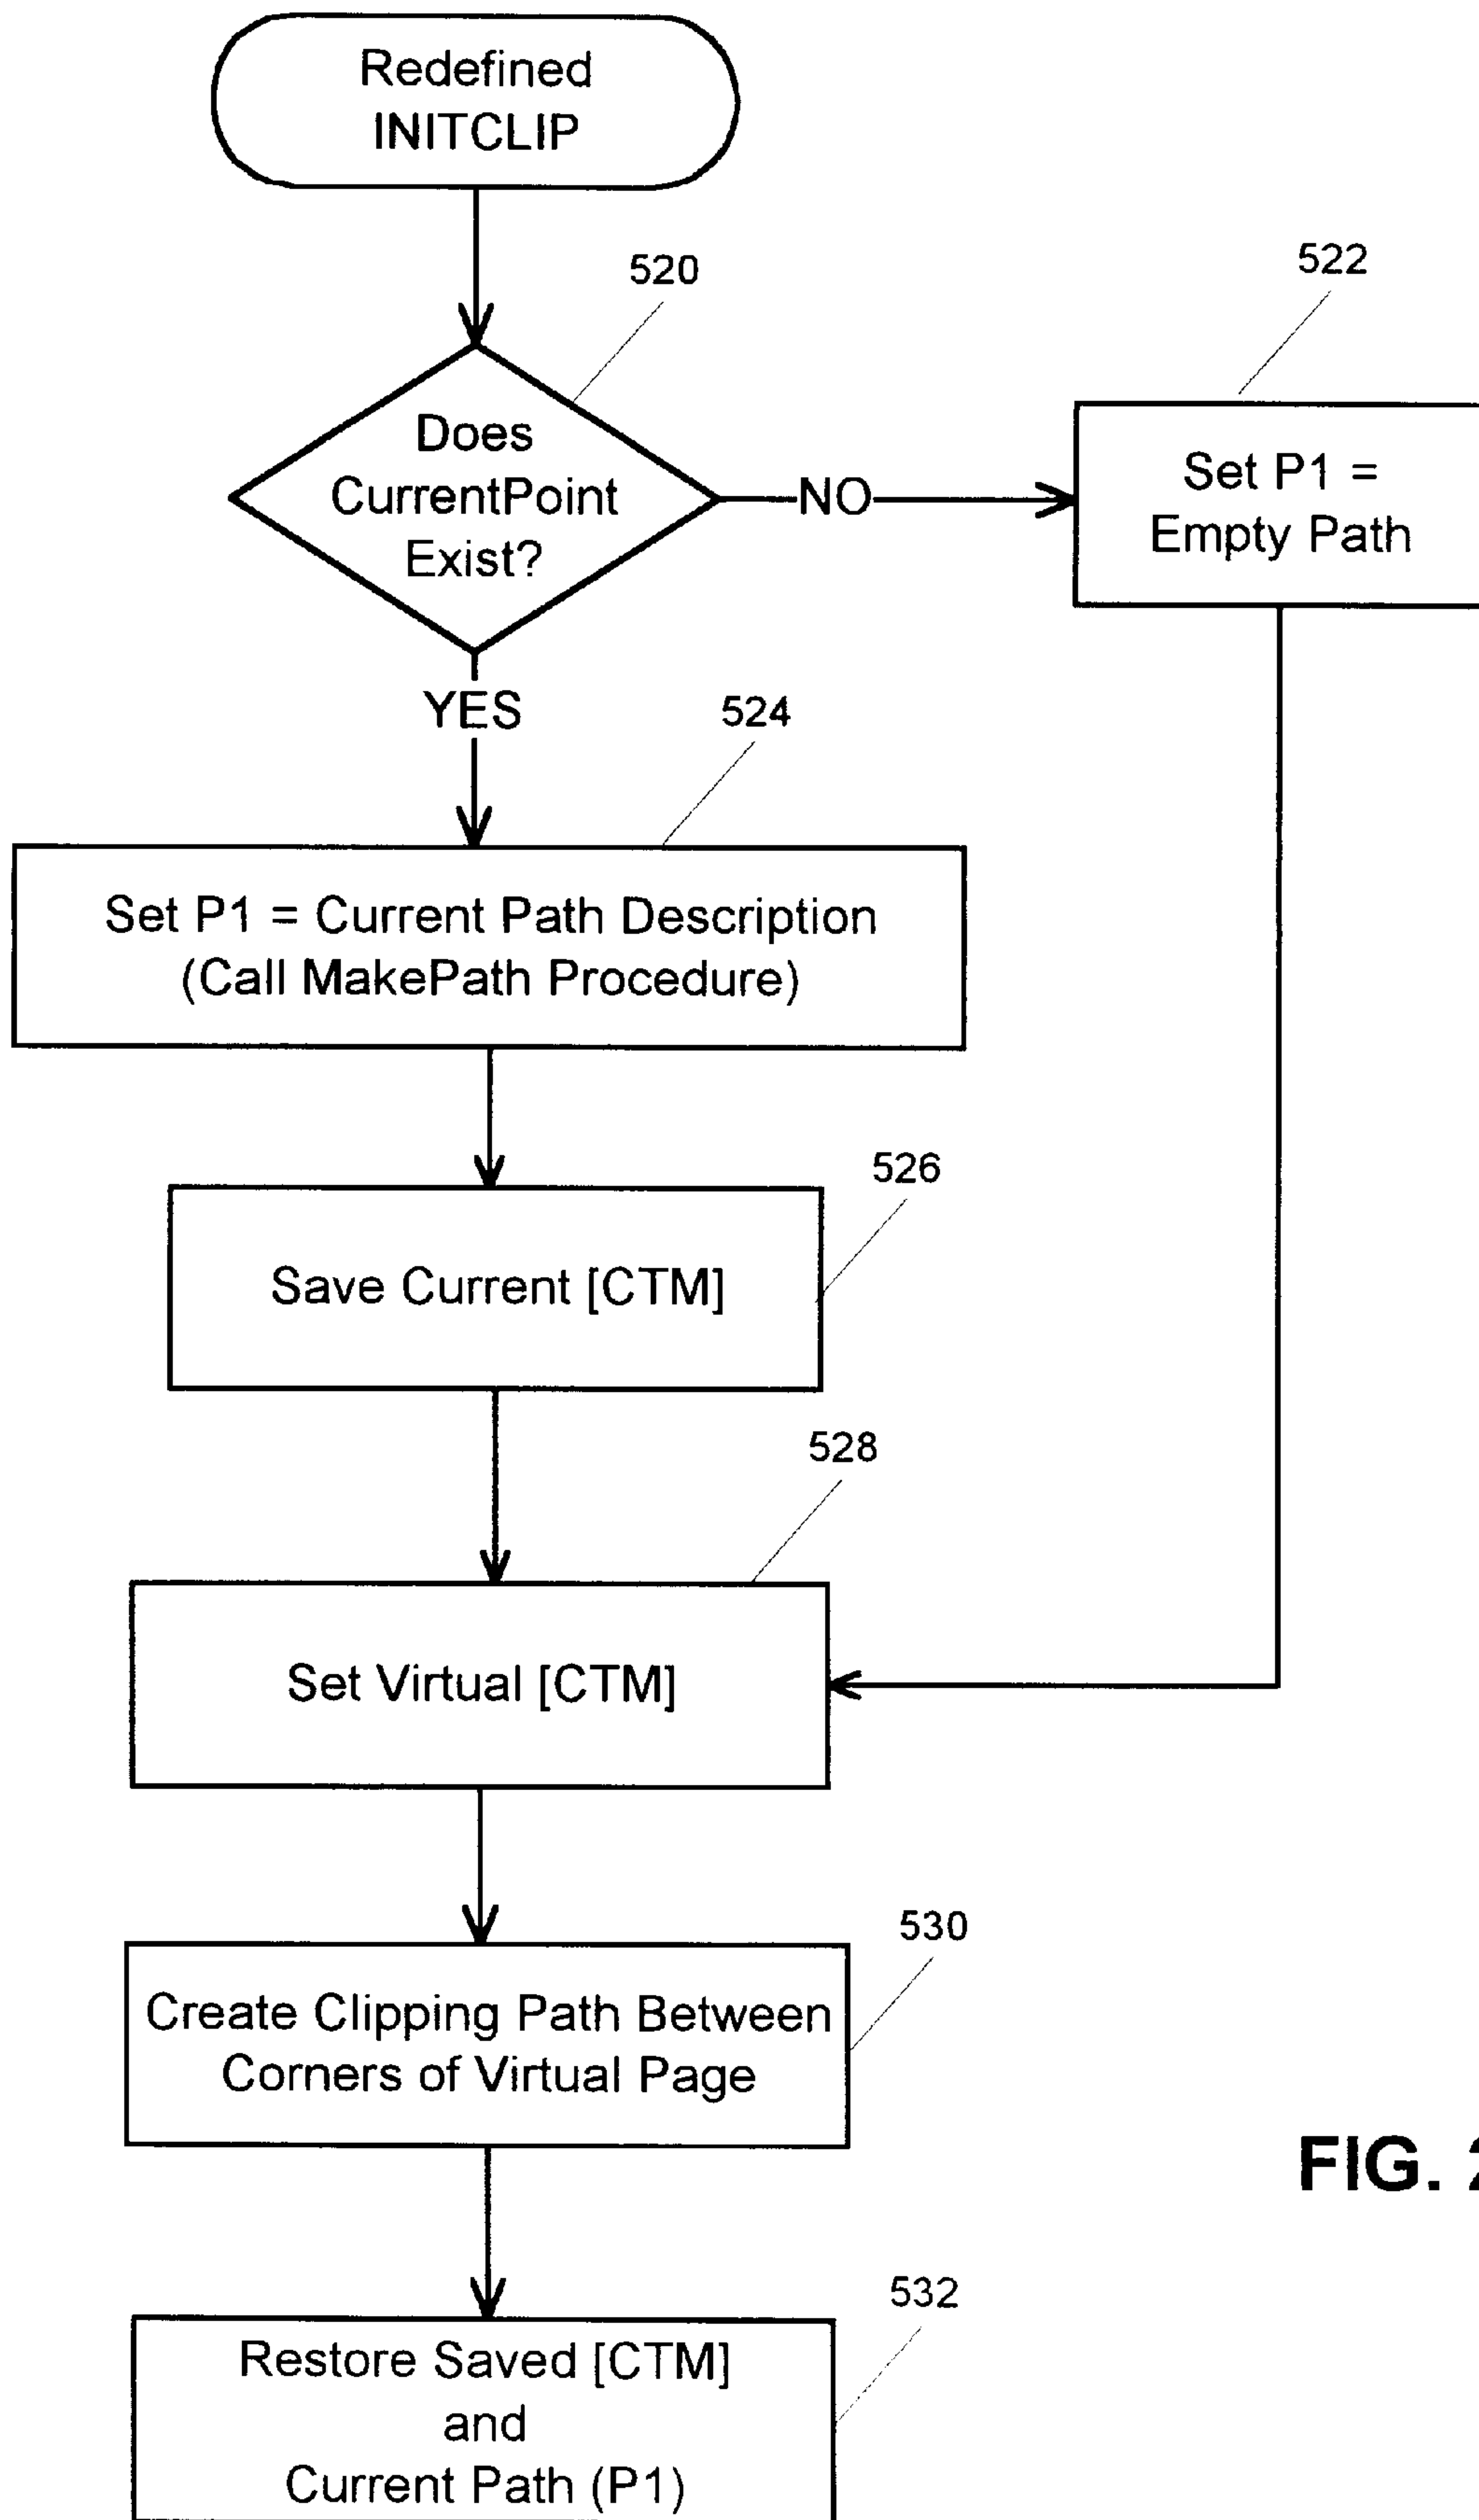 Redefined
INITCLIP
520
522
Does
CurrentPoint
Exist?
NO
Set P1 =
Empty Path
YES
524
Set P1 = Current Path Description
(Call MakePath Procedure)
526
Save Current [CTM]
528
Set Virtual [CTM]
530
Create Clipping Path Between
Corners of Virtual Page
FIG.
532
Restore Saved [CTM]
and
Current Path (P1)